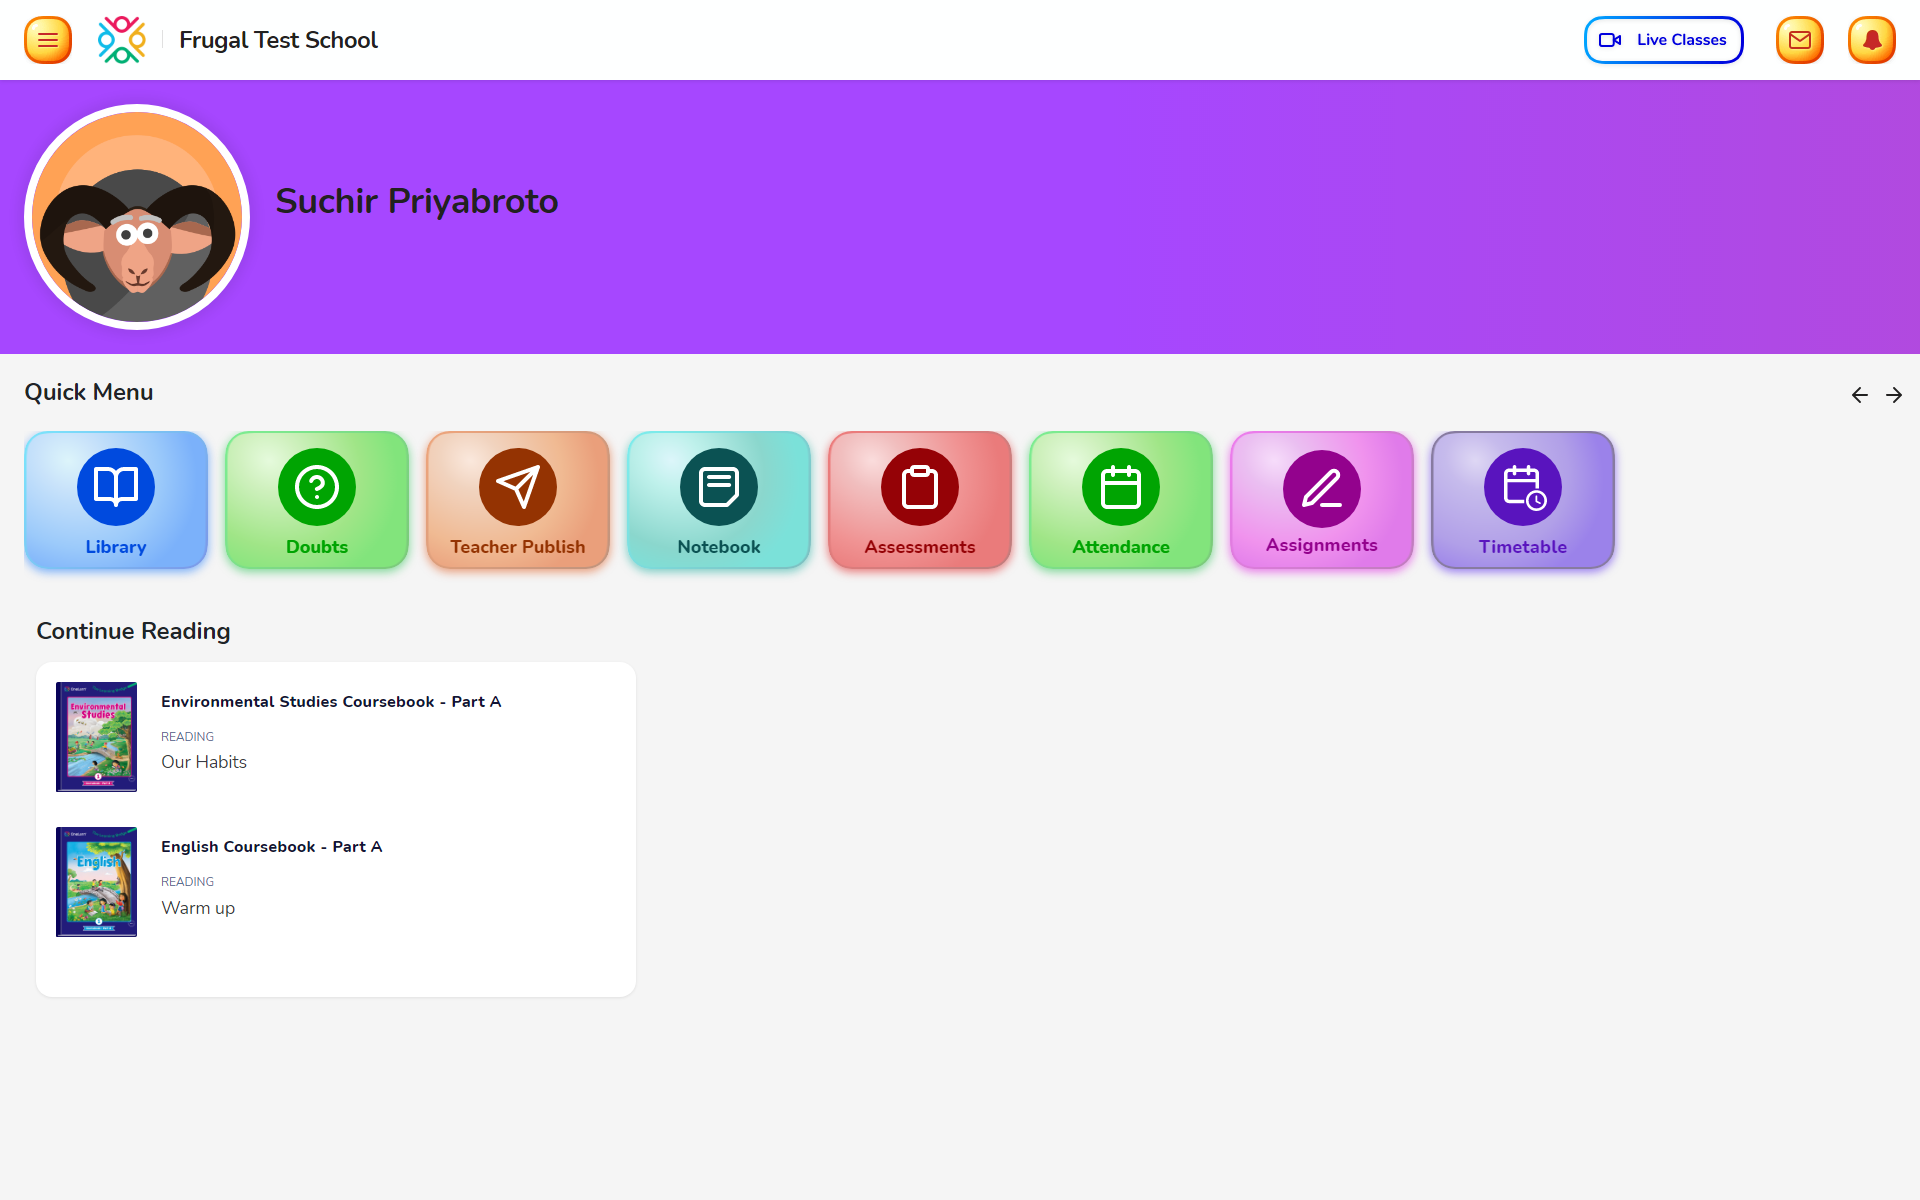 Frugal Test School
Live Classes
Suchir Priyabroto
Quick Menu
Library
Doubts
Teacher Publish
Notebook
Assessments
Attendance
Assignments
Timetable
Continue Reading
Environmental Studies
Environmental Studies Coursebook - Part A
READING
Our Habits
English
English Coursebook - Part A
READING
Warm up